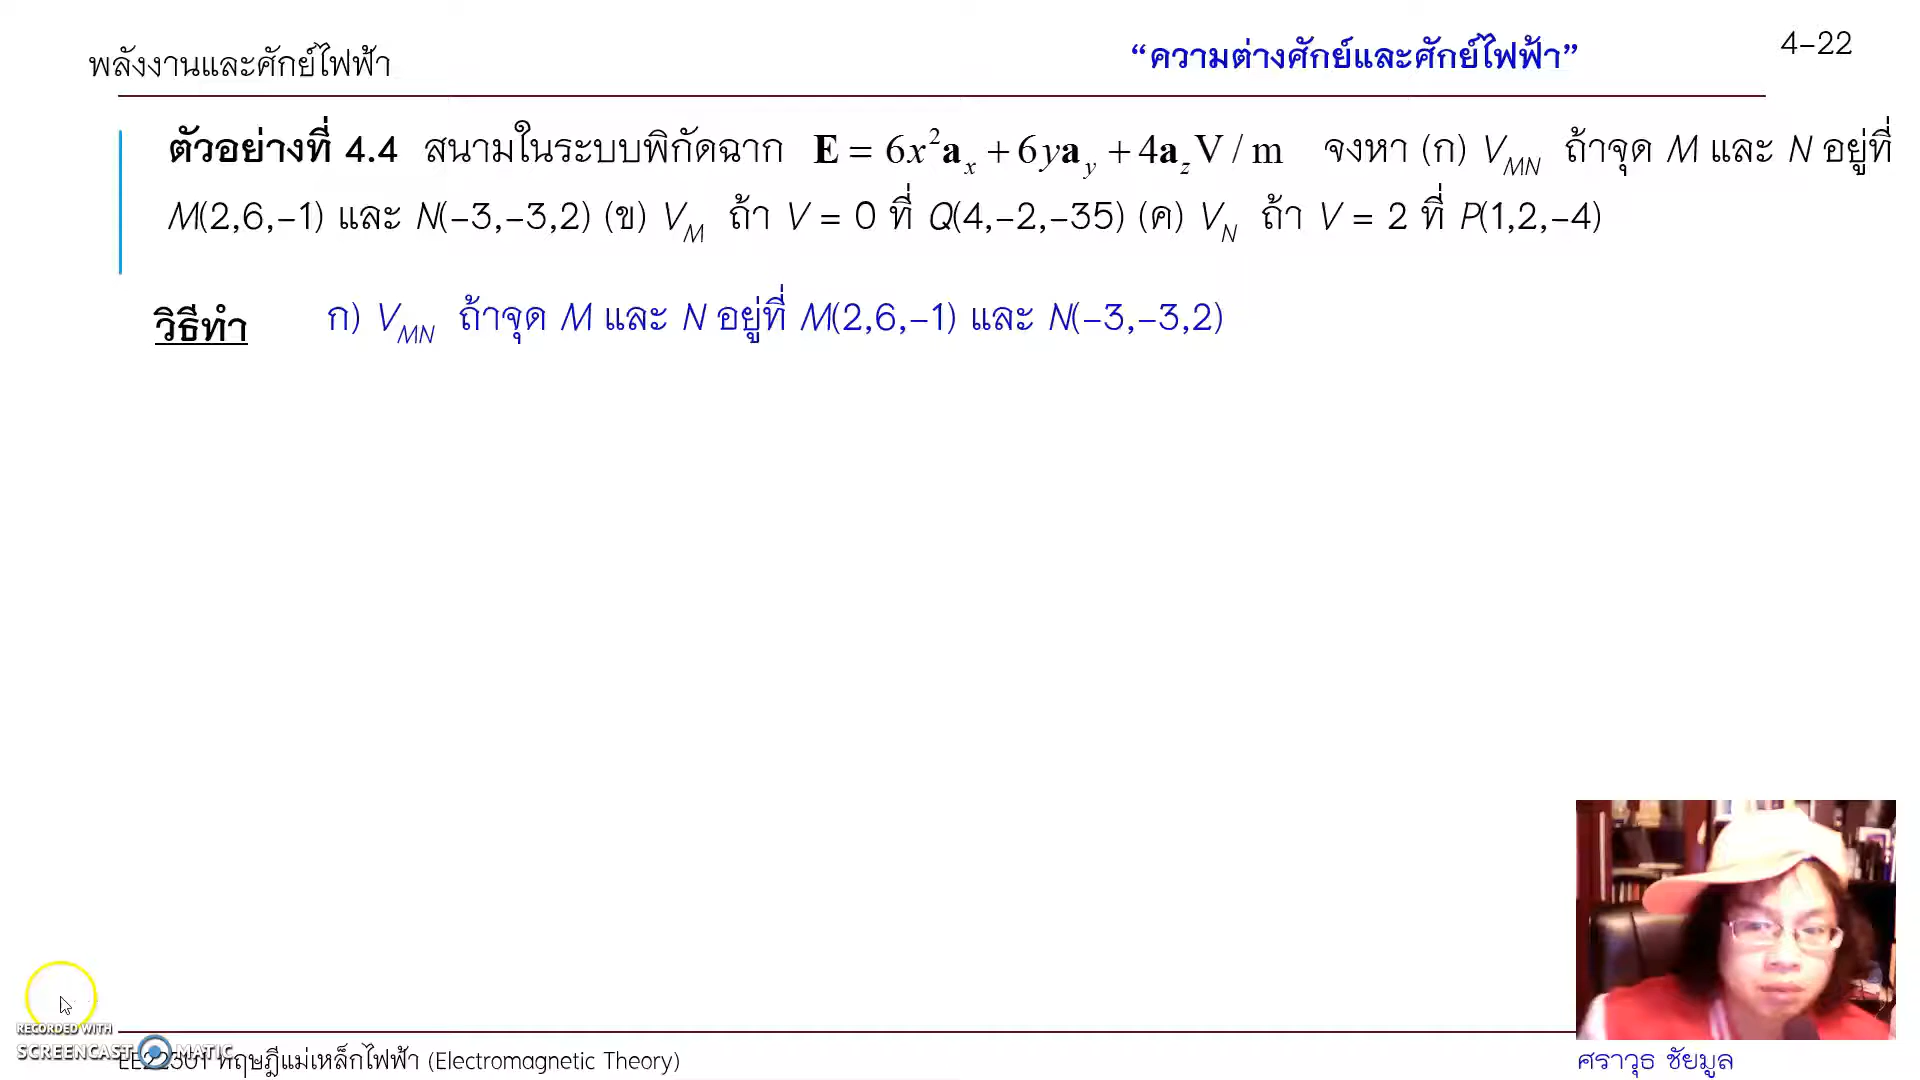 พลังงานและศักย์ไฟฟ้า
“ความต่างศักย์และศักย์ไฟฟ้า”
4-22
ตัวอย่างที่ 4.4 สนามในระบบพิกัดฉาก E = 6x²aₓ + 6ya_y + 4a_z V / m จงหา (ก) V_MN ถ้าจุด M และ N อยู่ที่
M(2,6,-1) และ N(-3,-3,2) (ข) V_M ถ้า V = 0 ที่ Q(4,-2,-35) (ค) V_N ถ้า V = 2 ที่ P(1,2,-4)
วิธีทำ ก) V_MN ถ้าจุด M และ N อยู่ที่ M(2,6,-1) และ N(-3,-3,2)
RECORDED WITH
SCREENCAST MATIC
ทฤษฎีแม่เหล็กไฟฟ้า (Electromagnetic Theory)
ศราวุธ ชัยมูล